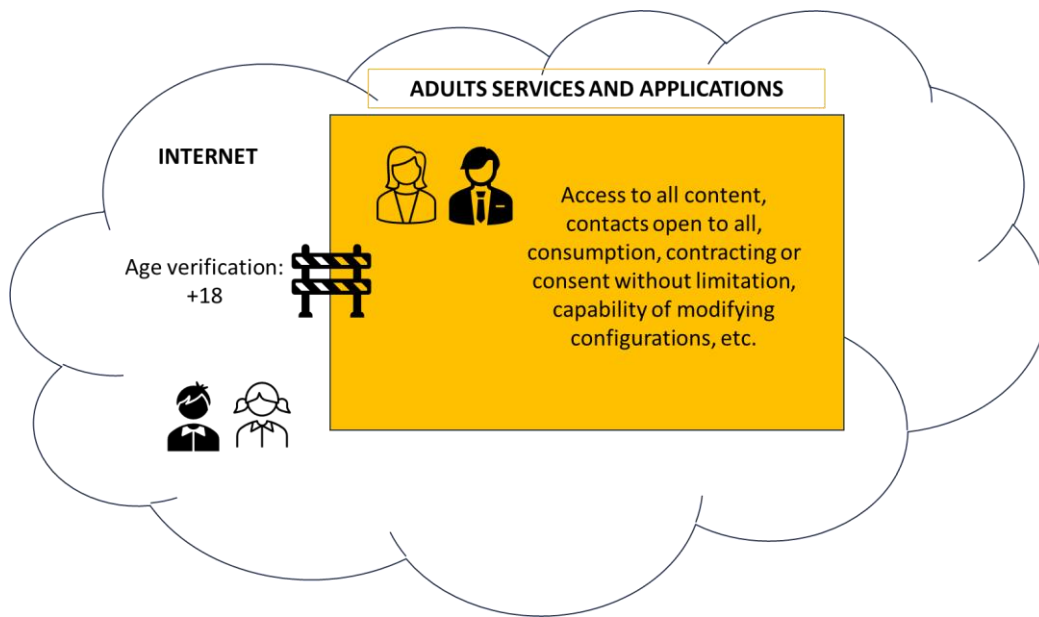 ADULTS SERVICES AND APPLICATIONS
INTERNET
Access to all content,
contacts open to all,
consumption, contracting or
consent without limitation,
capability of modifying
configurations, etc.
Age verification:
+18